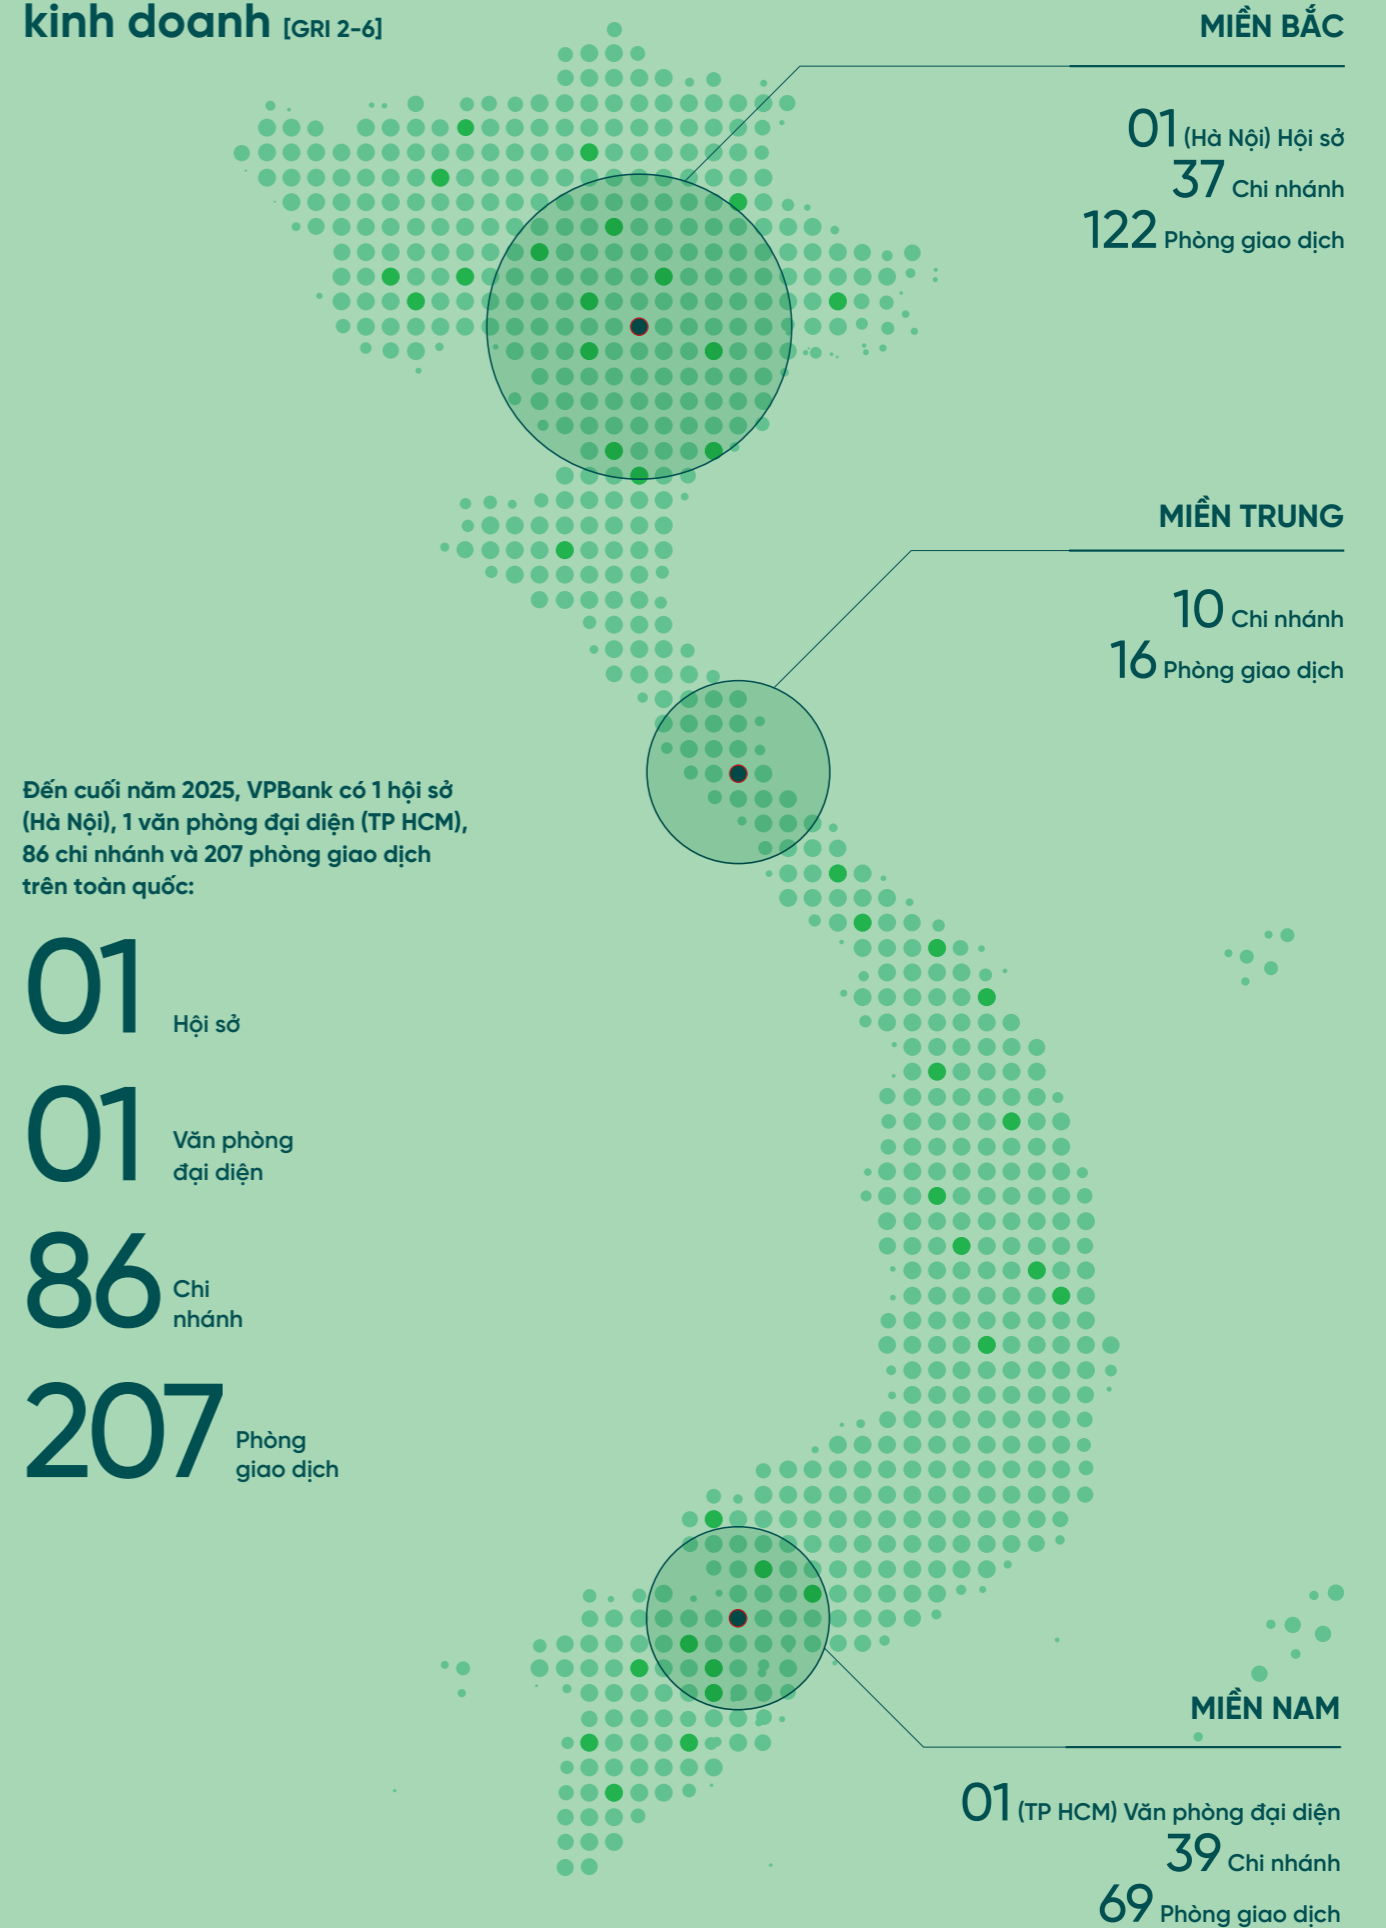 kinh doanh [GRI 2-6]
MIỀN BẮC
01 (Hà Nội) Hội sở
37 Chi nhánh
122 Phòng giao dịch
MIỀN TRUNG
10 Chi nhánh
16 Phòng giao dịch
Đến cuối năm 2025, VPBank có 1 hội sở
(Hà Nội), 1 văn phòng đại diện (TP HCM),
86 chi nhánh và 207 phòng giao dịch
trên toàn quốc:
01 Hội sở
01 Văn phòng
đại diện
86 Chi
nhánh
207 Phòng
giao dịch
MIỀN NAM
01 (TP HCM) Văn phòng đại diện
39 Chi nhánh
69 Phòng giao dịch